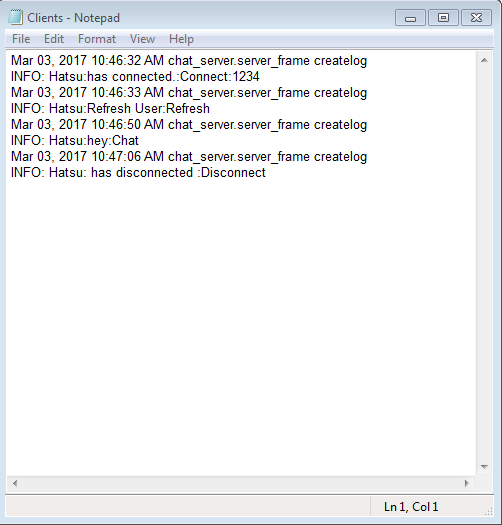 Clients - Notepad
File Edit Format View Help
Mar 03, 2017 10:46:32 AM chat_server.server_frame createlog
INFO: Hatsu:has connected.:Connect:1234
Mar 03, 2017 10:46:33 AM chat_server.server_frame createlog
INFO: Hatsu:Refresh User:Refresh
Mar 03, 2017 10:46:50 AM chat_server.server_frame createlog
INFO: Hatsu:hey:Chat
Mar 03, 2017 10:47:06 AM chat_server.server_frame createlog
INFO: Hatsu: has disconnected :Disconnect
Ln 1, Col 1